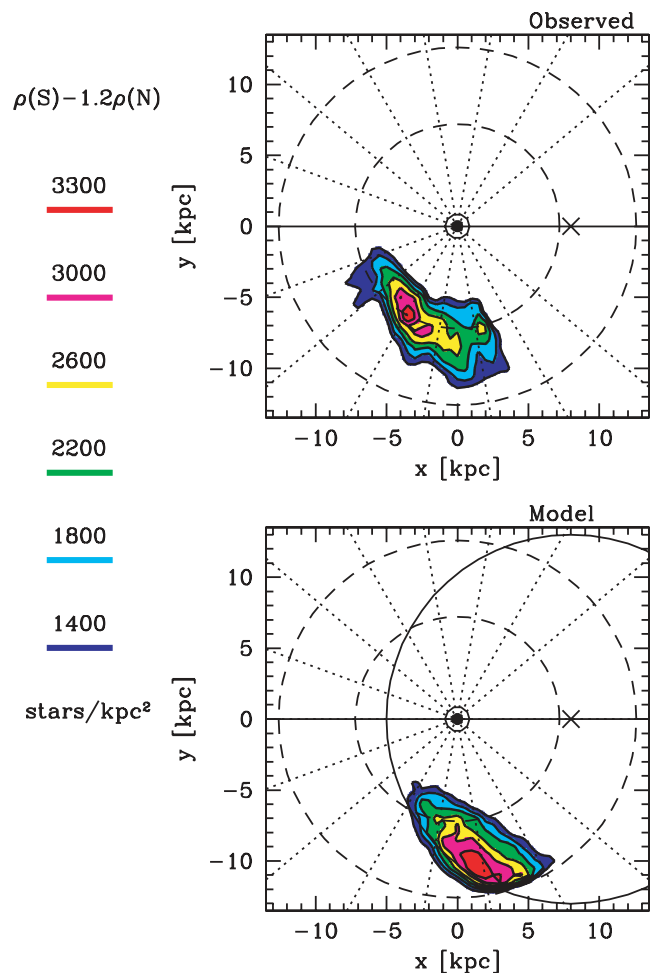 Observed
ρ(S)−1.2ρ(N)
3300
3000
2600
2200
1800
1400
stars/kpc²
10
5
0
−5
−10
y [kpc]
−10 −5 0 5 10
x [kpc]
Model
10
5
0
−5
−10
y [kpc]
−10 −5 0 5 10
x [kpc]